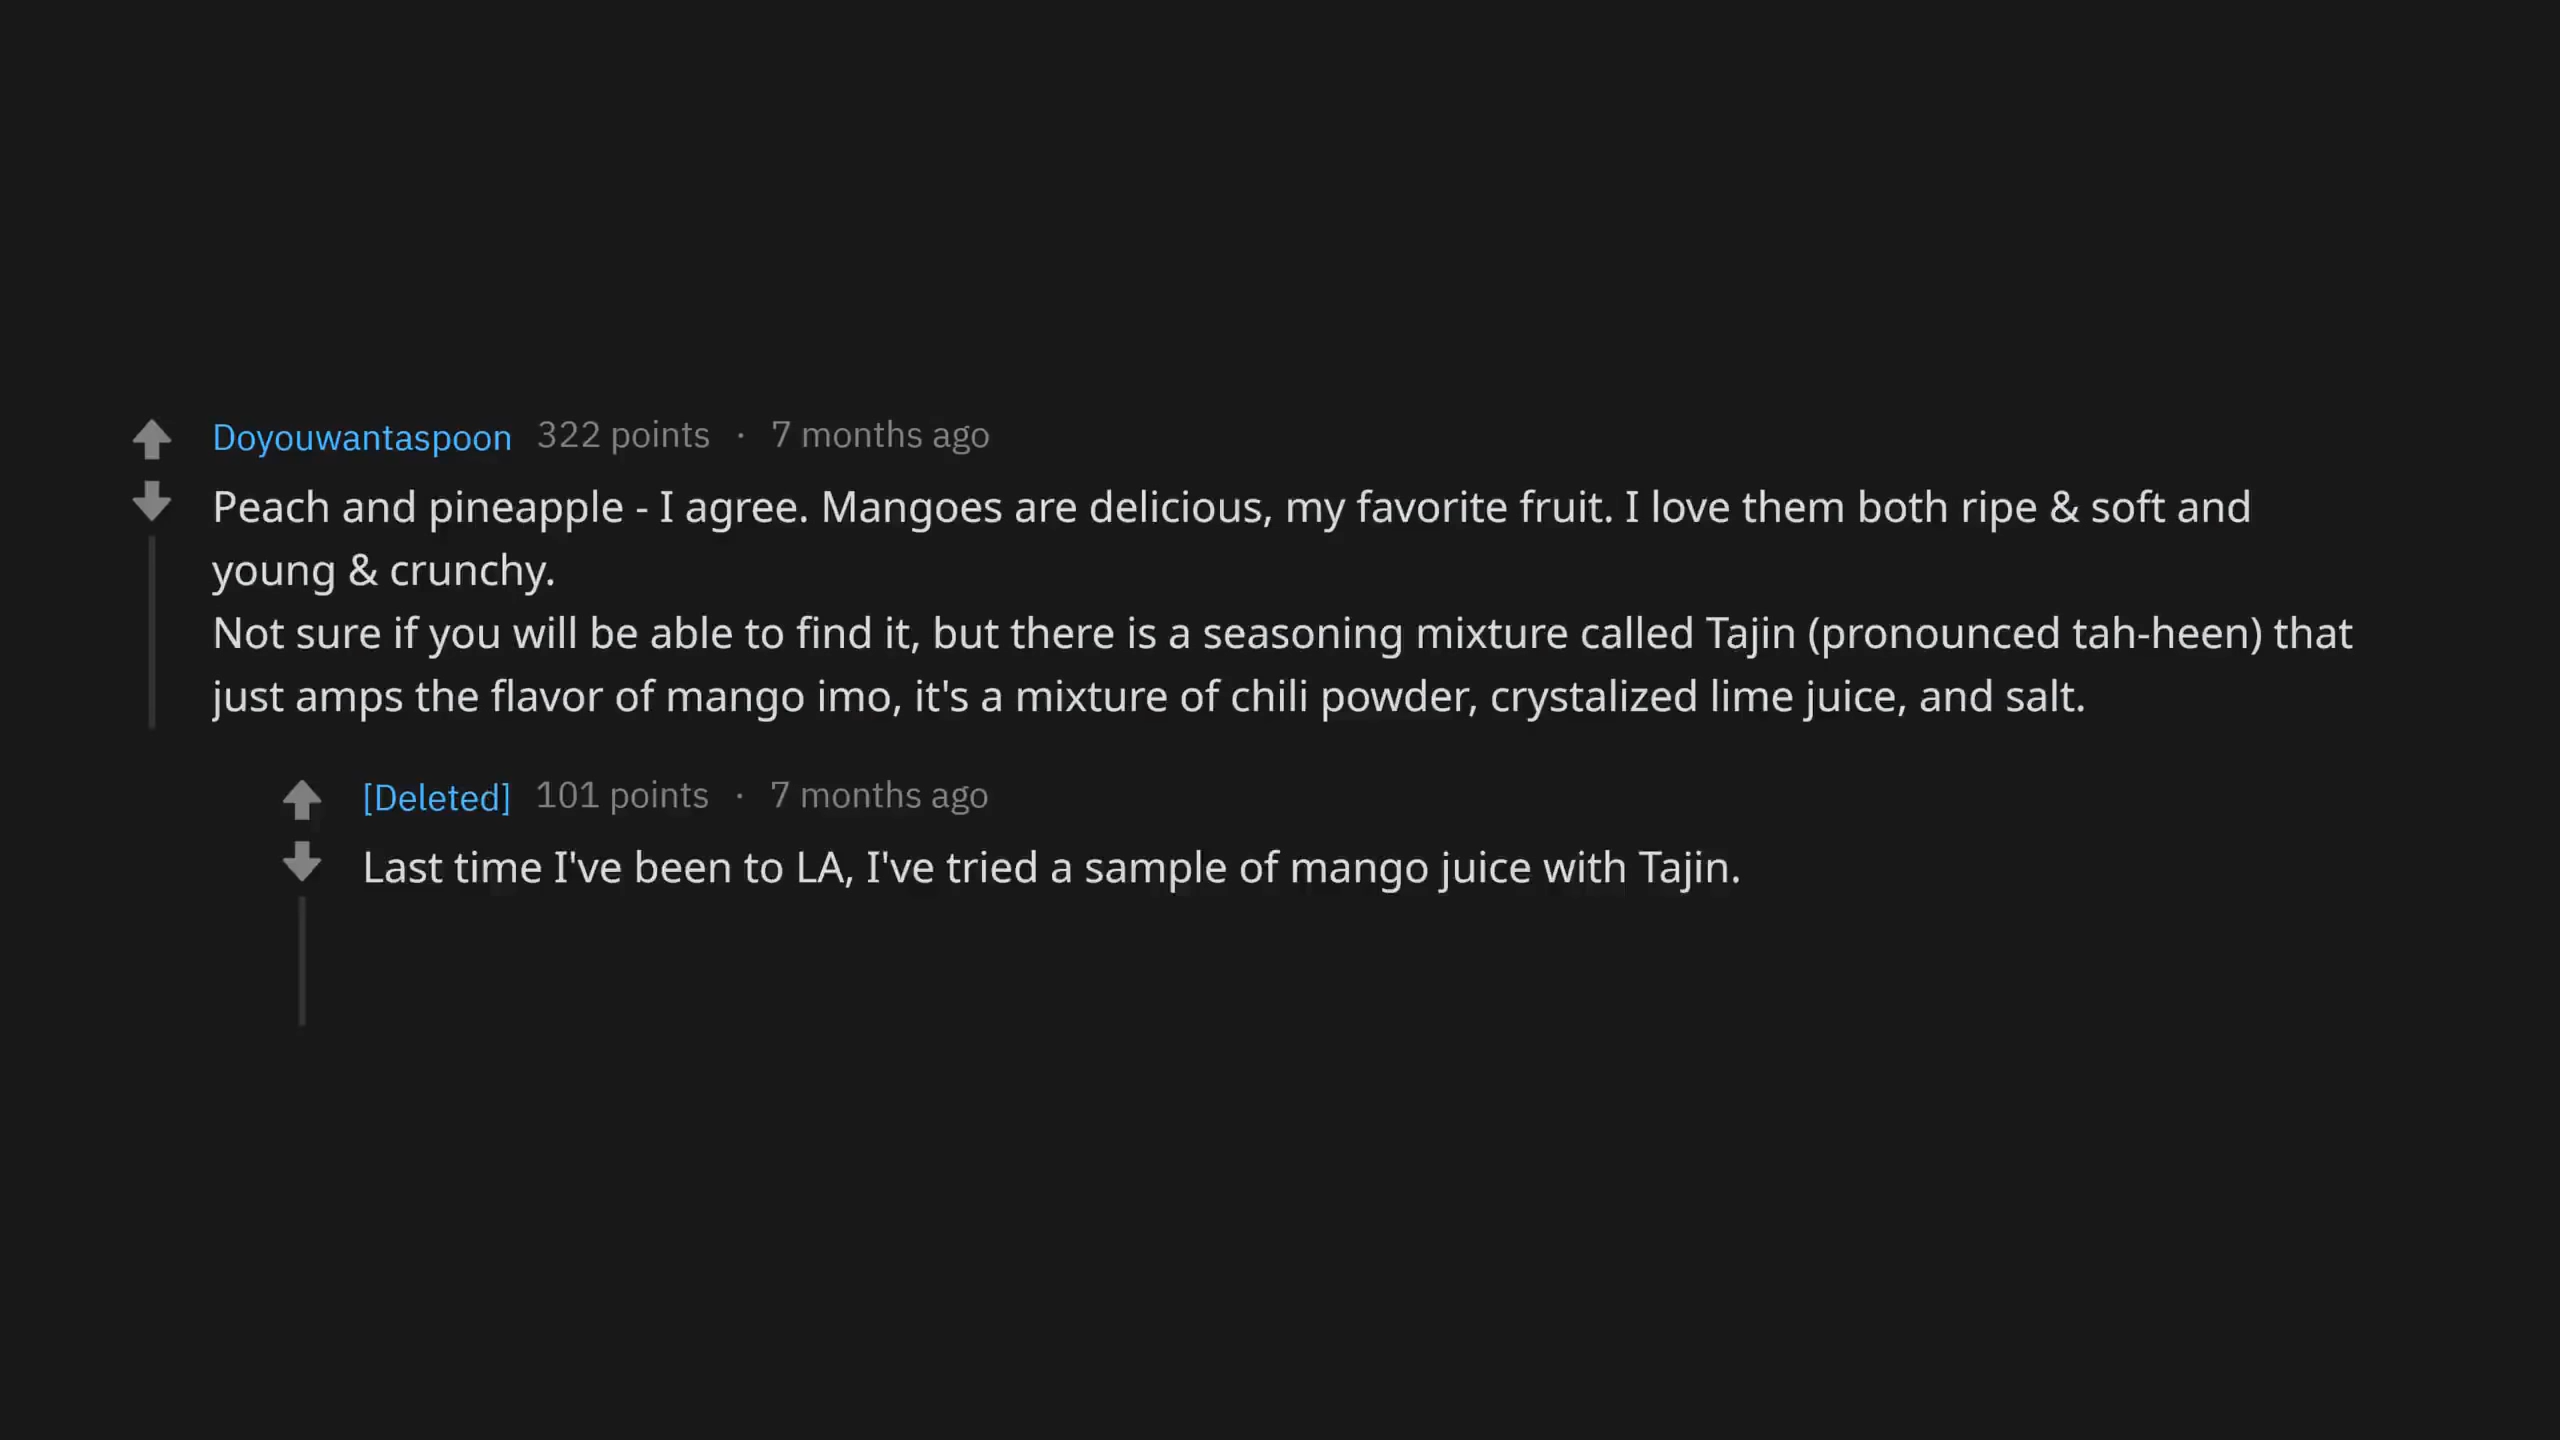 Doyouwantaspoon 322 points · 7 months ago
Peach and pineapple - I agree. Mangoes are delicious, my favorite fruit. I love them both ripe & soft and
young & crunchy.
Not sure if you will be able to find it, but there is a seasoning mixture called Tajin (pronounced tah-heen) that
just amps the flavor of mango imo, it's a mixture of chili powder, crystalized lime juice, and salt.
[Deleted] 101 points · 7 months ago
Last time I've been to LA, I've tried a sample of mango juice with Tajin.